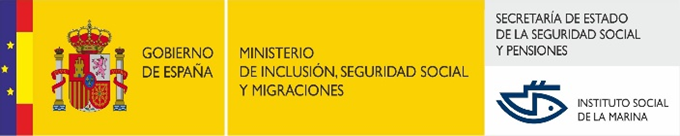 GOBIERNO
DE ESPAÑA
MINISTERIO
DE INCLUSIÓN, SEGURIDAD SOCIAL
Y MIGRACIONES
SECRETARÍA DE ESTADO
DE LA SEGURIDAD SOCIAL
Y PENSIONES
INSTITUTO SOCIAL
DE LA MARINA